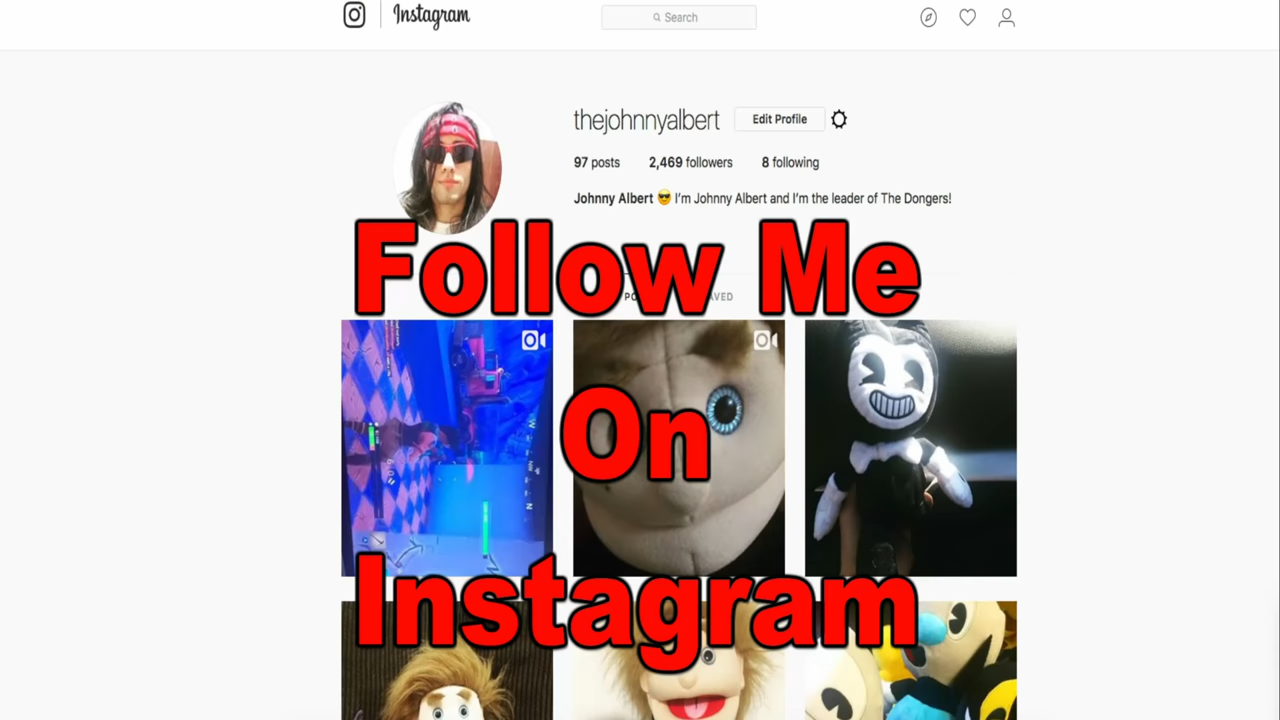 Instagram
Search
thejohnnyalbert Edit Profile
97 posts 2,469 followers 8 following
Johnny Albert 😎 I'm Johnny Albert and I'm the leader of The Dongers!
Follow Me
On
Instagram